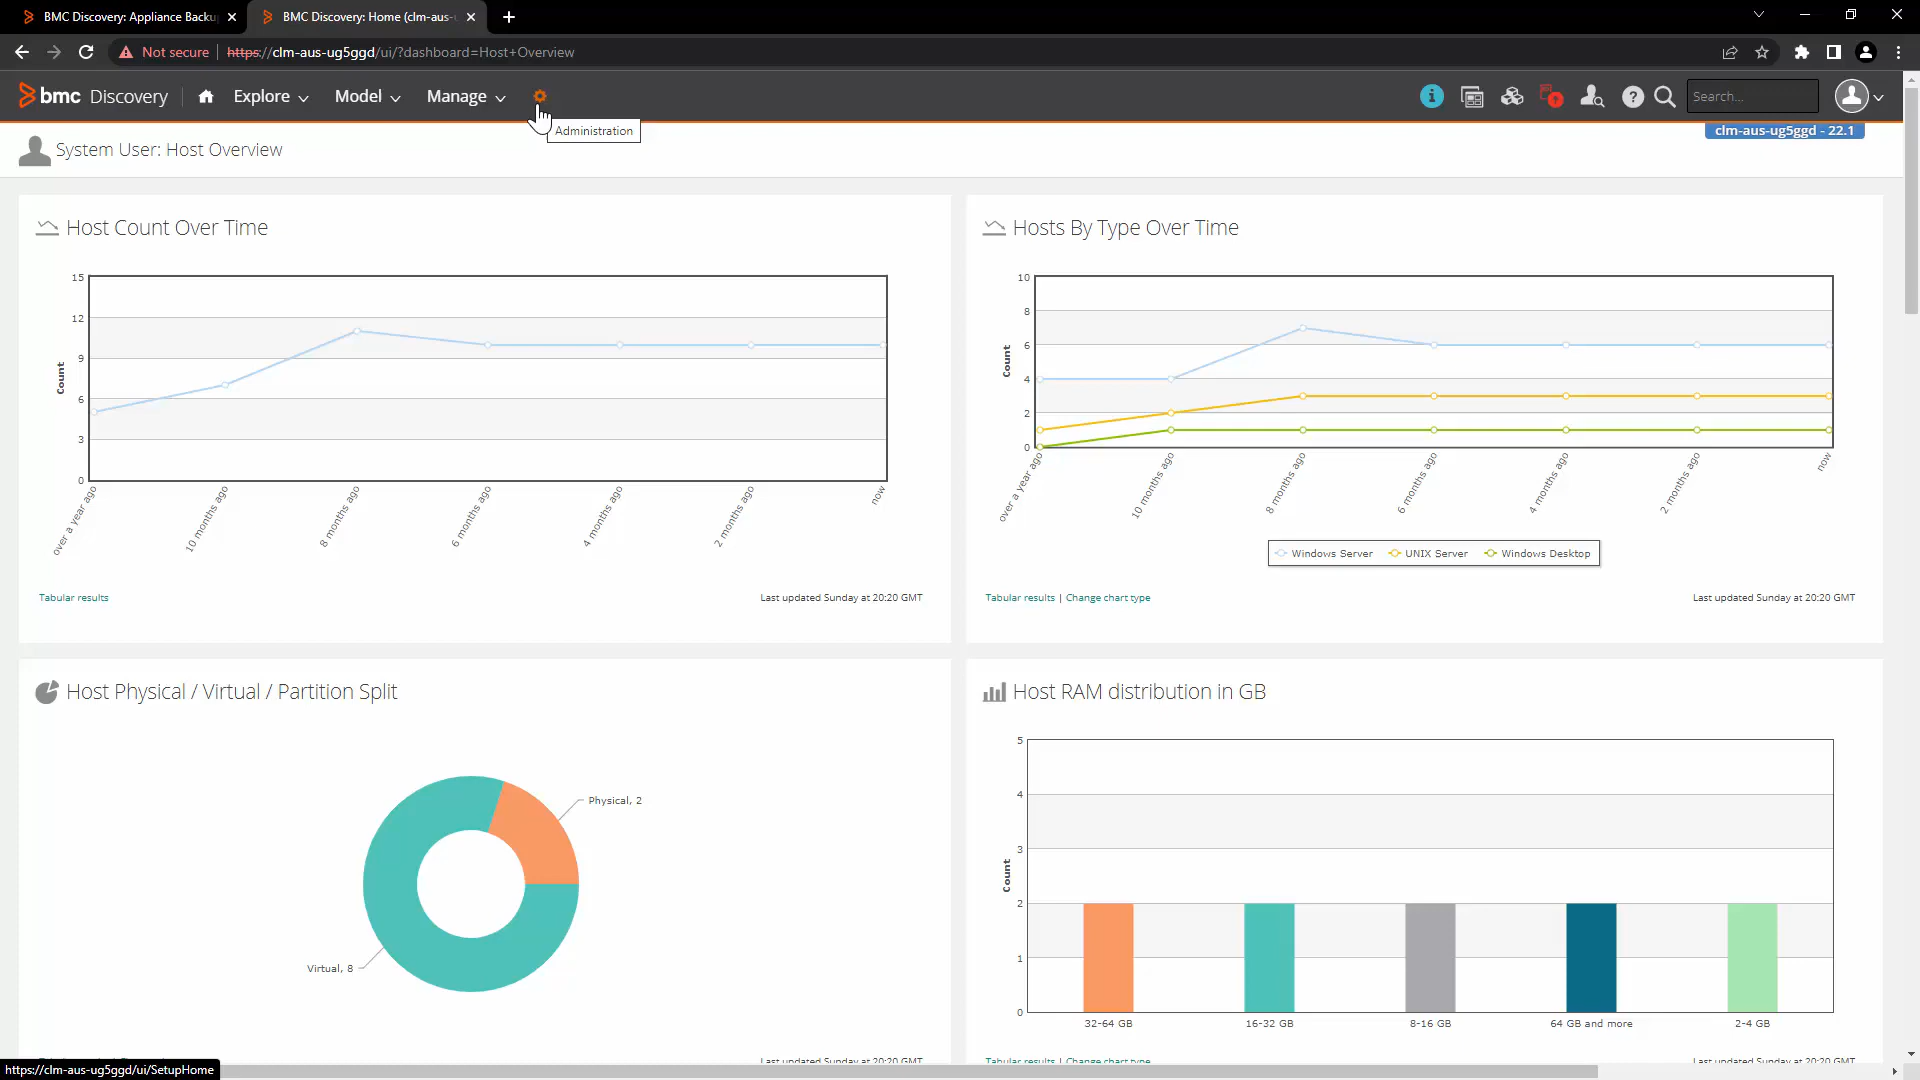 BMC Discovery: Appliance Backu
BMC Discovery: Home (clm-aus-
Not secure
https://clm-aus-ug5ggd/ui/?dashboard=Host+Overview
bmc Discovery
Explore
Model
Manage
Search...
Administration
clm-aus-ug5ggd - 22.1
System User: Host Overview
Host Count Over Time
15
12
9
6
3
0
Count
over a year ago
10 months ago
8 months ago
6 months ago
4 months ago
2 months ago
now
Tabular results
Last updated Sunday at 20:20 GMT
Hosts By Type Over Time
10
8
6
4
2
0
Count
over a year ago
10 months ago
8 months ago
6 months ago
4 months ago
2 months ago
now
Windows Server UNIX Server Windows Desktop
Tabular results | Change chart type
Last updated Sunday at 20:20 GMT
Host Physical / Virtual / Partition Split
Physical, 2
Virtual, 8
Last updated Sunday at 20:20 GMT
Host RAM distribution in GB
5
4
3
2
1
0
Count
32-64 GB
16-32 GB
8-16 GB
64 GB and more
2-4 GB
Tabular results | Change chart type
Last updated Sunday at 20:20 GMT
https://clm-aus-ug5ggd/ui/SetupHome